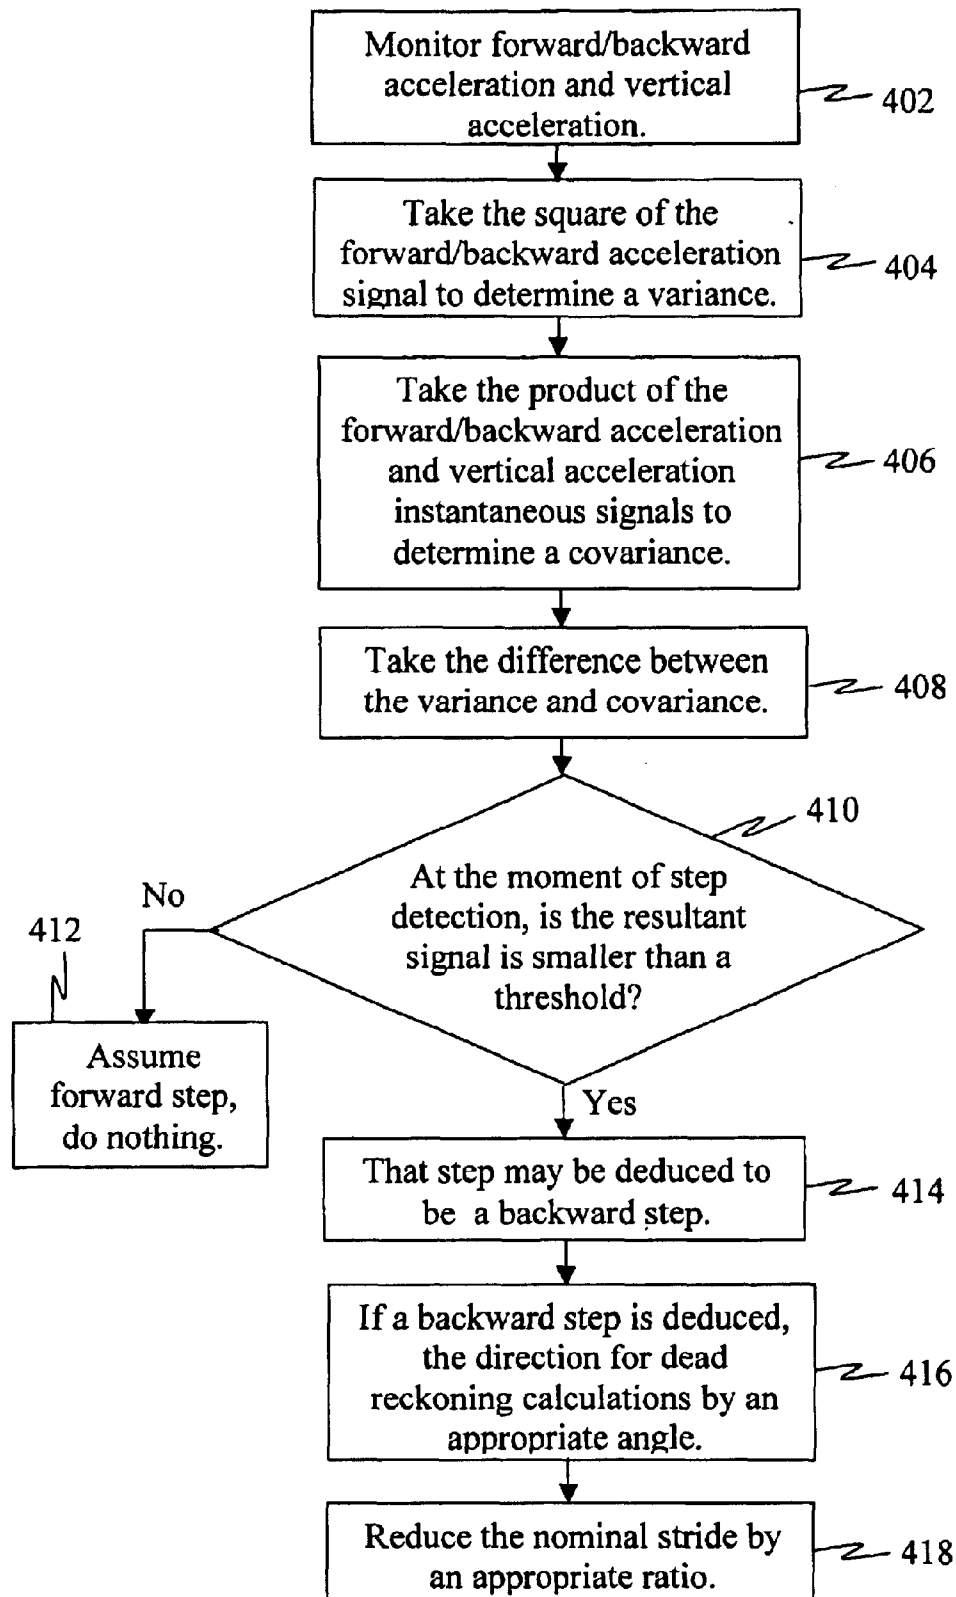 Monitor forward/backward
acceleration and vertical
acceleration.
402
Take the square of the
forward/backward acceleration
signal to determine a variance.
404
Take the product of the
forward/backward acceleration
and vertical acceleration
instantaneous signals to
determine a covariance.
406
Take the difference between
the variance and covariance.
408
410
At the moment of step
detection, is the resultant
signal is smaller than a
threshold?
No
412
Assume
forward step,
do nothing.
Yes
That step may be deduced to
be a backward step.
414
If a backward step is deduced,
the direction for dead
reckoning calculations by an
appropriate angle.
416
Reduce the nominal stride by
an appropriate ratio.
418